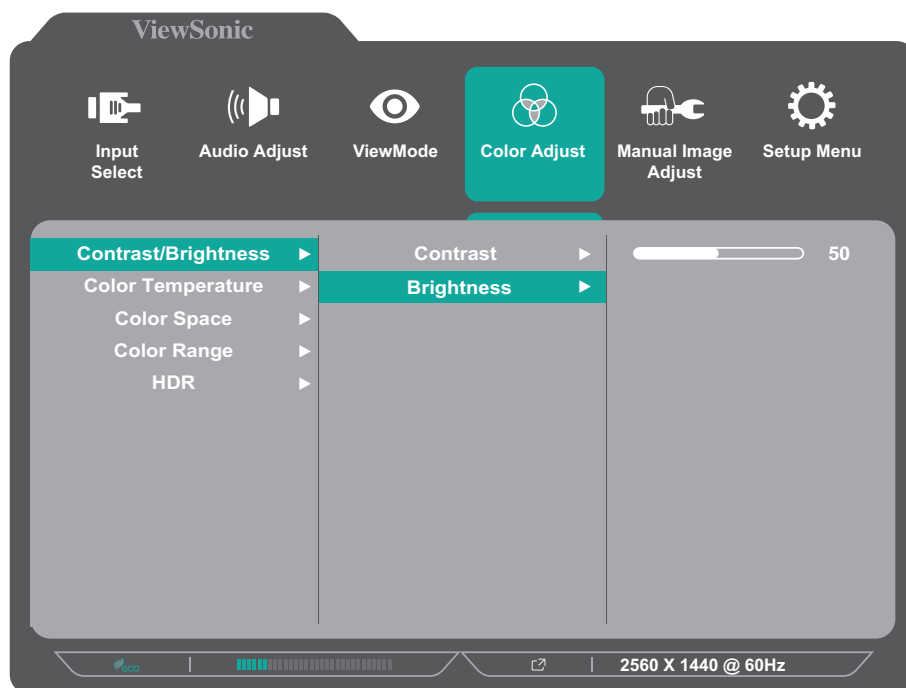 ViewSonic
Input Select
Audio Adjust
ViewMode
Color Adjust
Manual Image Adjust
Setup Menu
Contrast/Brightness
Contrast
50
Color Temperature
Brightness
Color Space
Color Range
HDR
eco
2560 X 1440 @ 60Hz